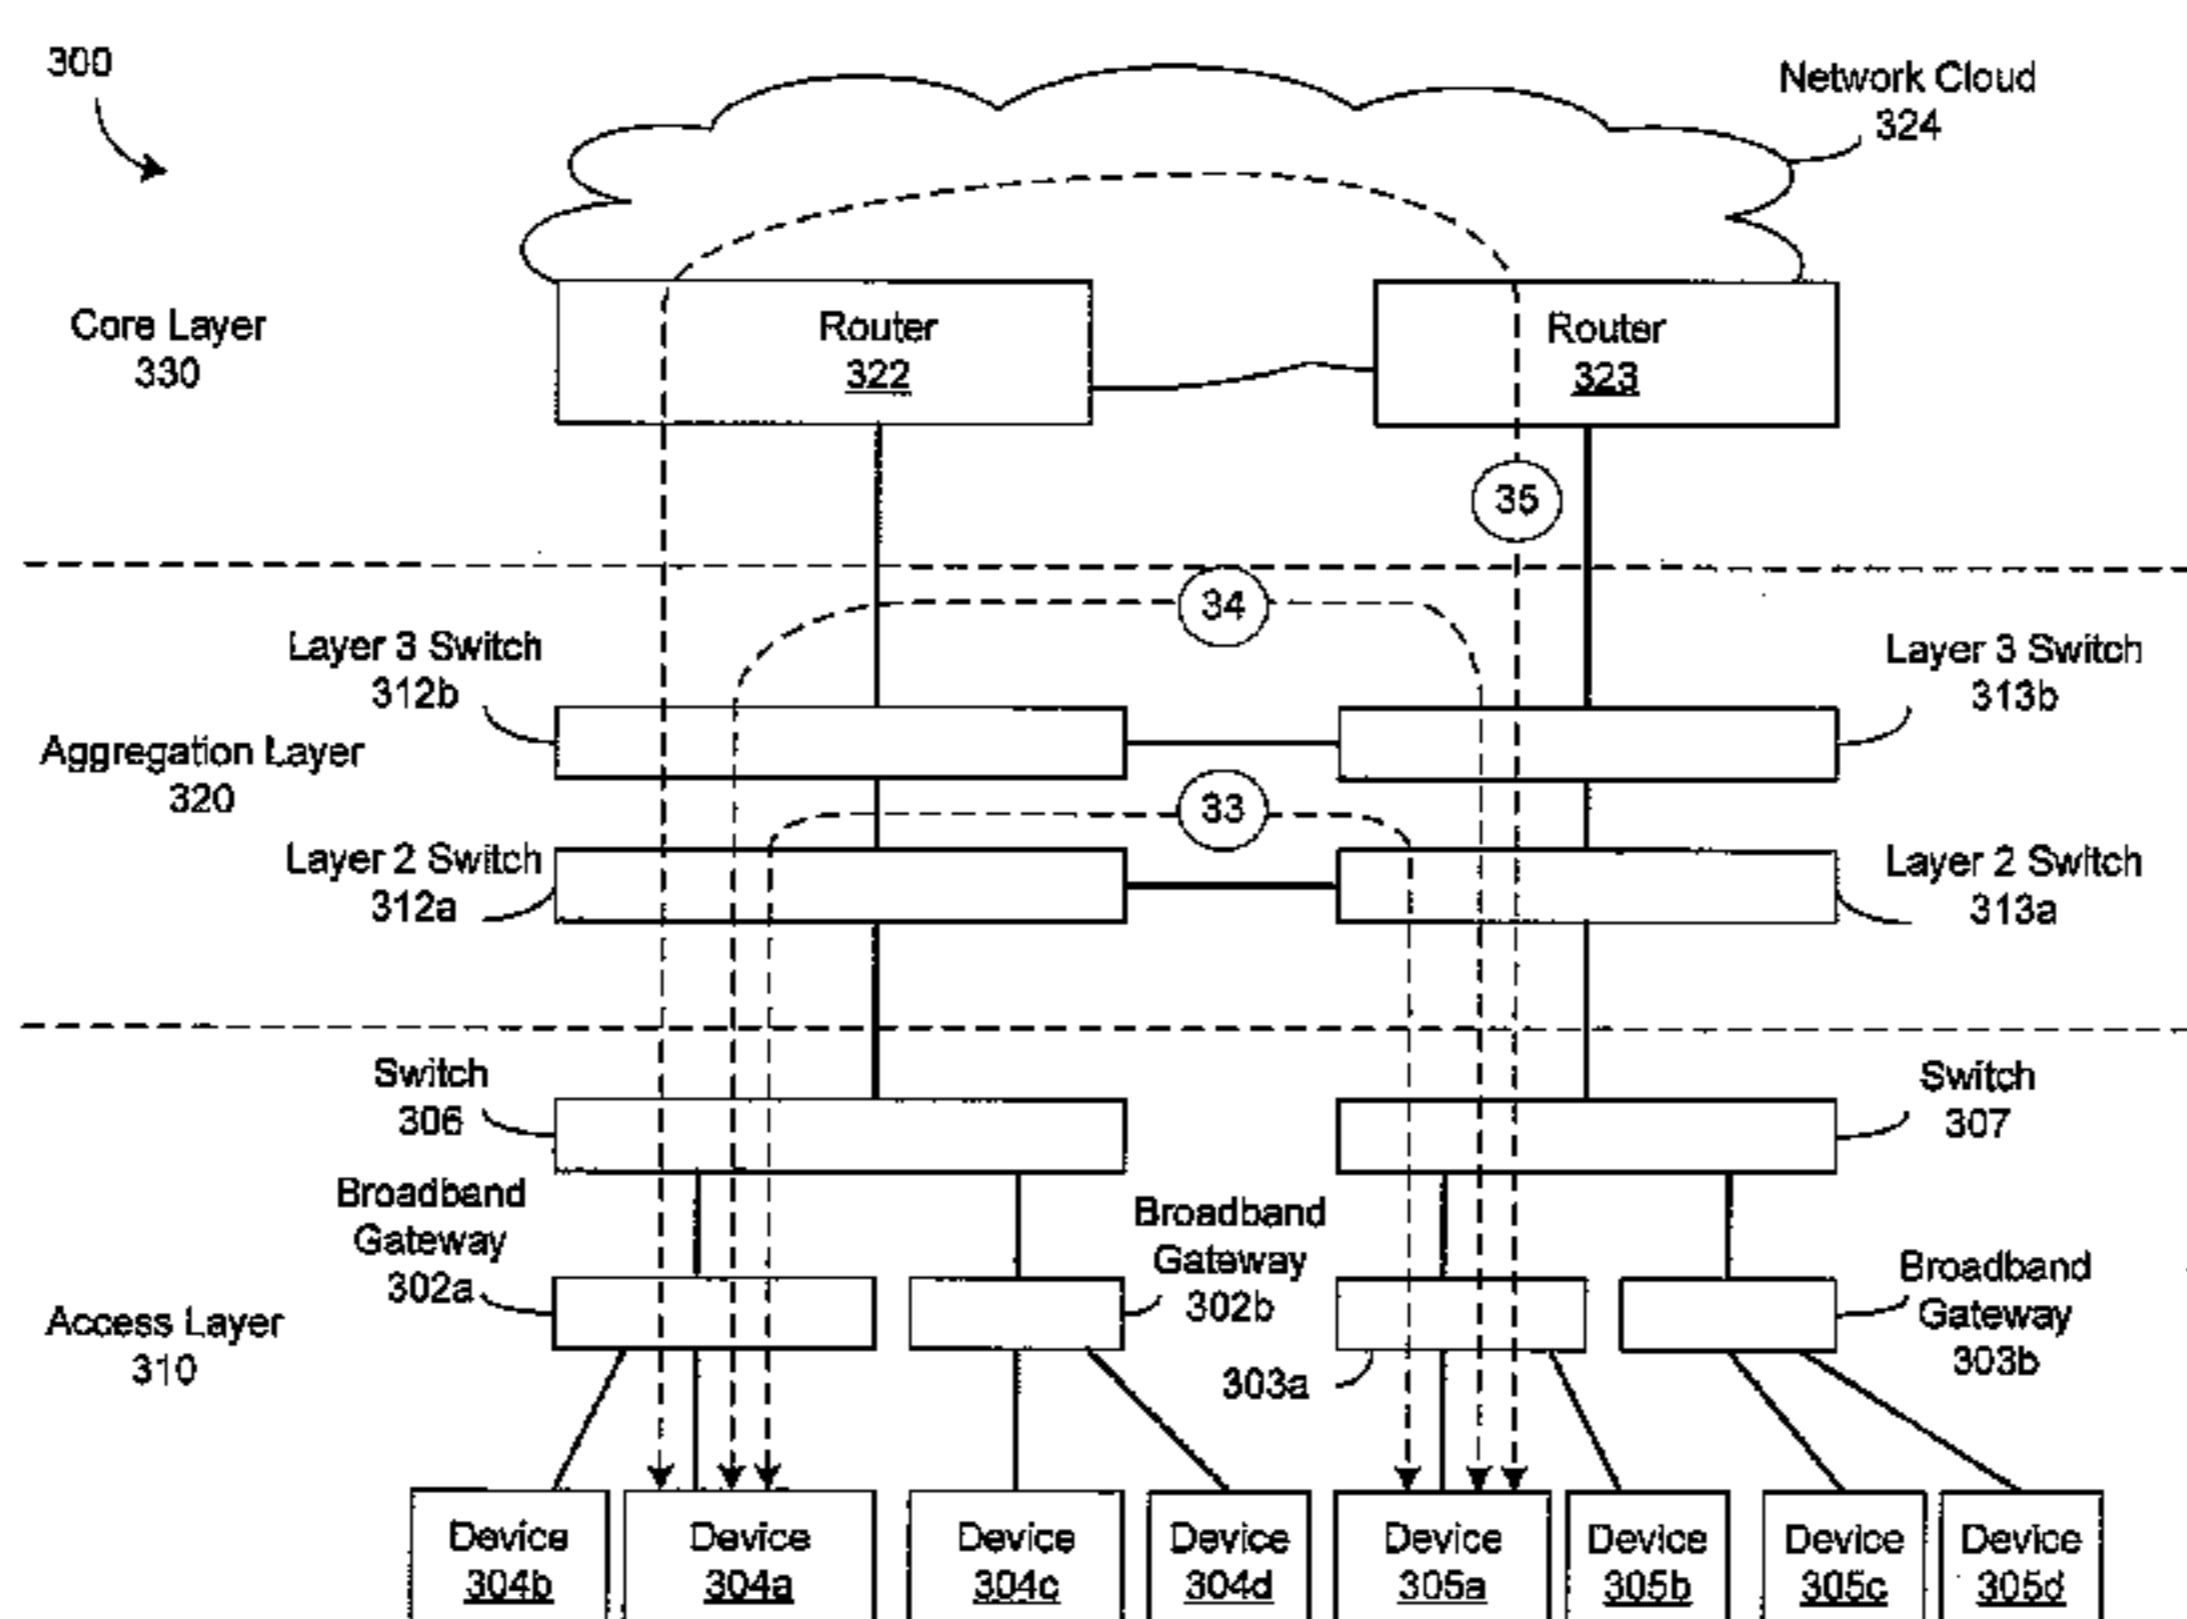 300
Network Cloud
324
Core Layer
330
Router
322
Router
323
35
34
Layer 3 Switch
312b
Layer 3 Switch
313b
Aggregation Layer
320
33
Layer 2 Switch
312a
Layer 2 Switch
313a
Switch
306
Switch
307
Broadband
Gateway
302a
Broadband
Gateway
302b
Broadband
Gateway
303b
Access Layer
310
303a
Device
304b
Device
304a
Device
304c
Device
304d
Device
305a
Device
305b
Device
305c
Device
305d